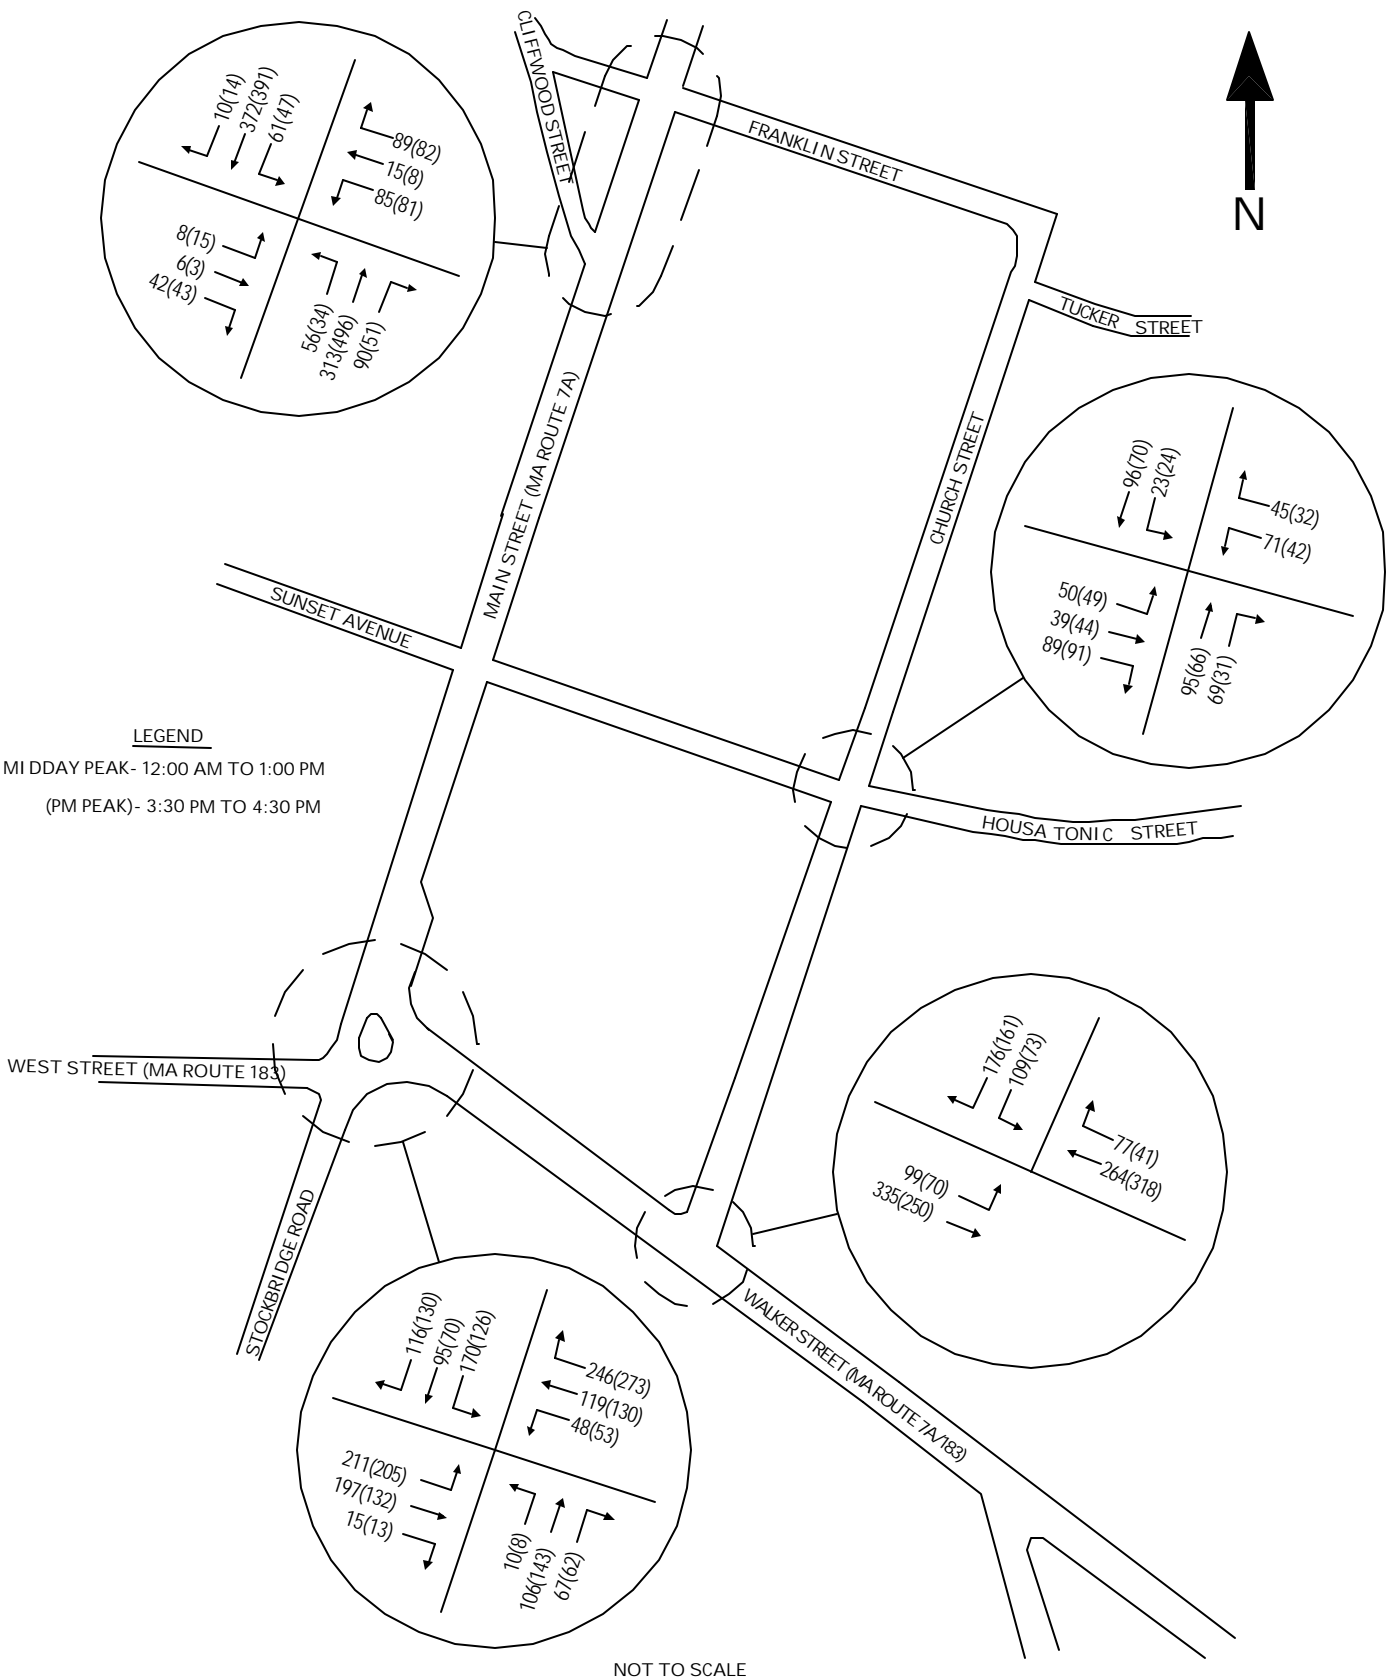 CLIFFWOOD STREET
FRANKLIN STREET
N
10(14)
372(391)
61(47)
89(82)
15(8)
85(81)
8(15)
6(3)
42(43)
56(34)
313(496)
90(51)
TUCKER STREET
MAIN STREET (MA ROUTE 7A)
CHURCH STREET
96(70)
23(24)
45(32)
71(42)
50(49)
39(44)
89(91)
95(66)
69(31)
SUNSET AVENUE
LEGEND
MIDDAY PEAK- 12:00 AM TO 1:00 PM
(PM PEAK)- 3:30 PM TO 4:30 PM
HOUSATONIC STREET
WEST STREET (MA ROUTE 183)
176(161)
109(73)
77(41)
264(318)
99(70)
335(250)
STOCKBRIDGE ROAD
WALKER STREET (MA ROUTE 7A/183)
116(130)
95(70)
170(126)
246(273)
119(130)
48(53)
211(205)
197(132)
15(13)
10(8)
106(143)
67(62)
NOT TO SCALE